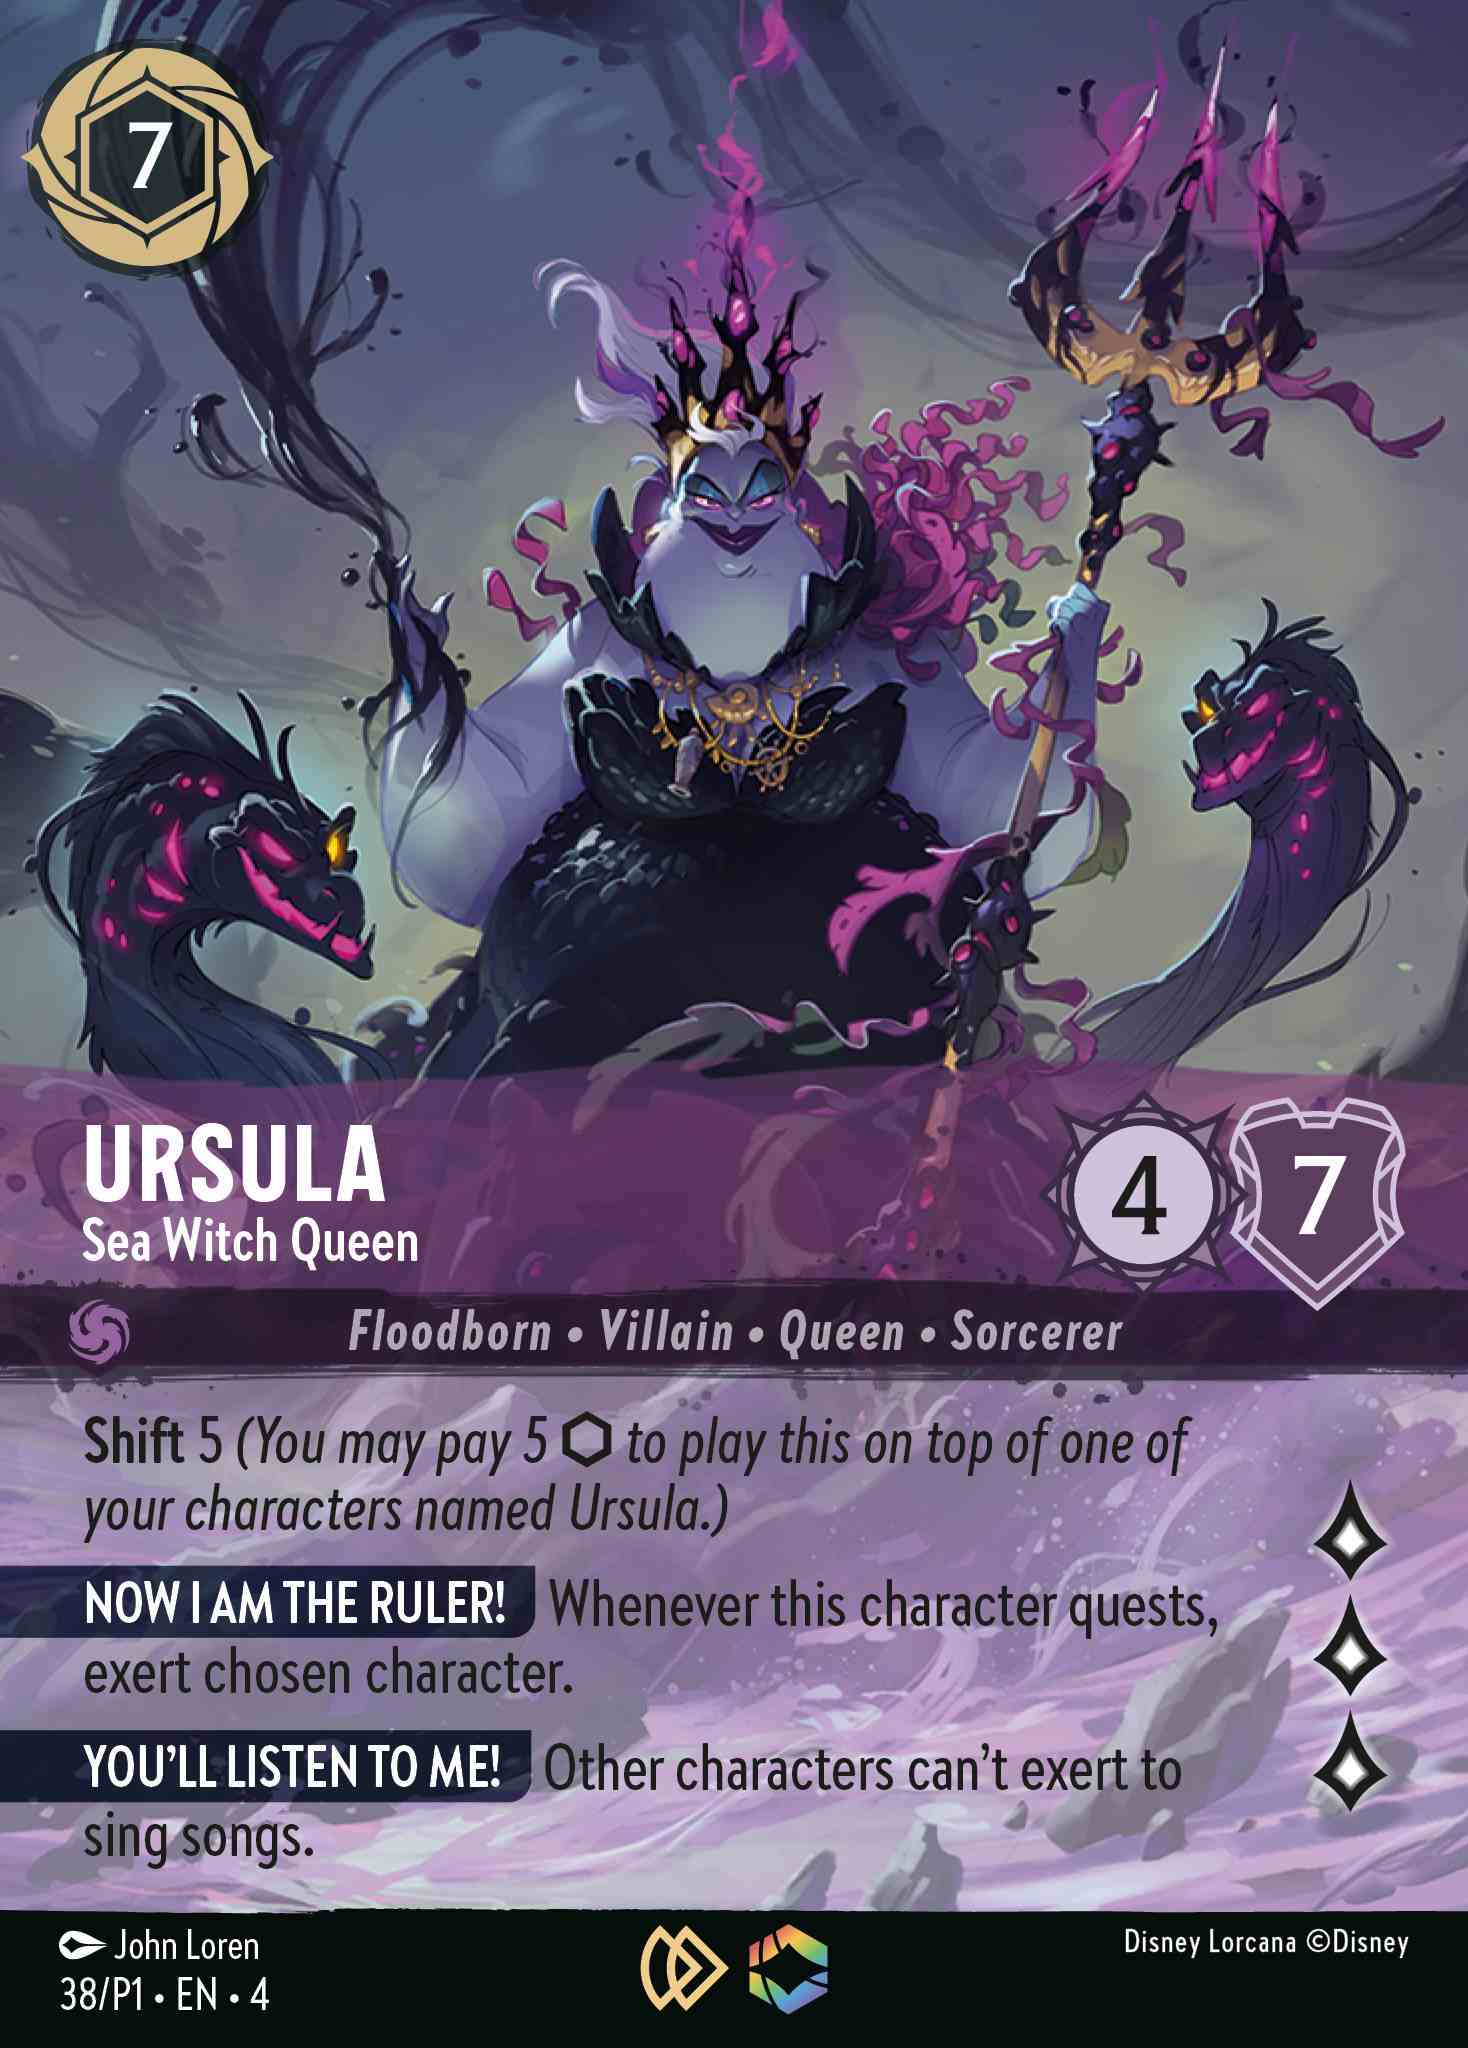 7
URSULA
4
7
Sea Witch Queen
Floodborn • Villain • Queen • Sorcerer
Shift 5 (You may pay 5 ⬡ to play this on top of one of
your characters named Ursula.)
NOW I AM THE RULER! Whenever this character quests,
exert chosen character.
YOU'LL LISTEN TO ME! Other characters can't exert to
sing songs.
John Loren
Disney Lorcana ©Disney
38/P1 • EN • 4